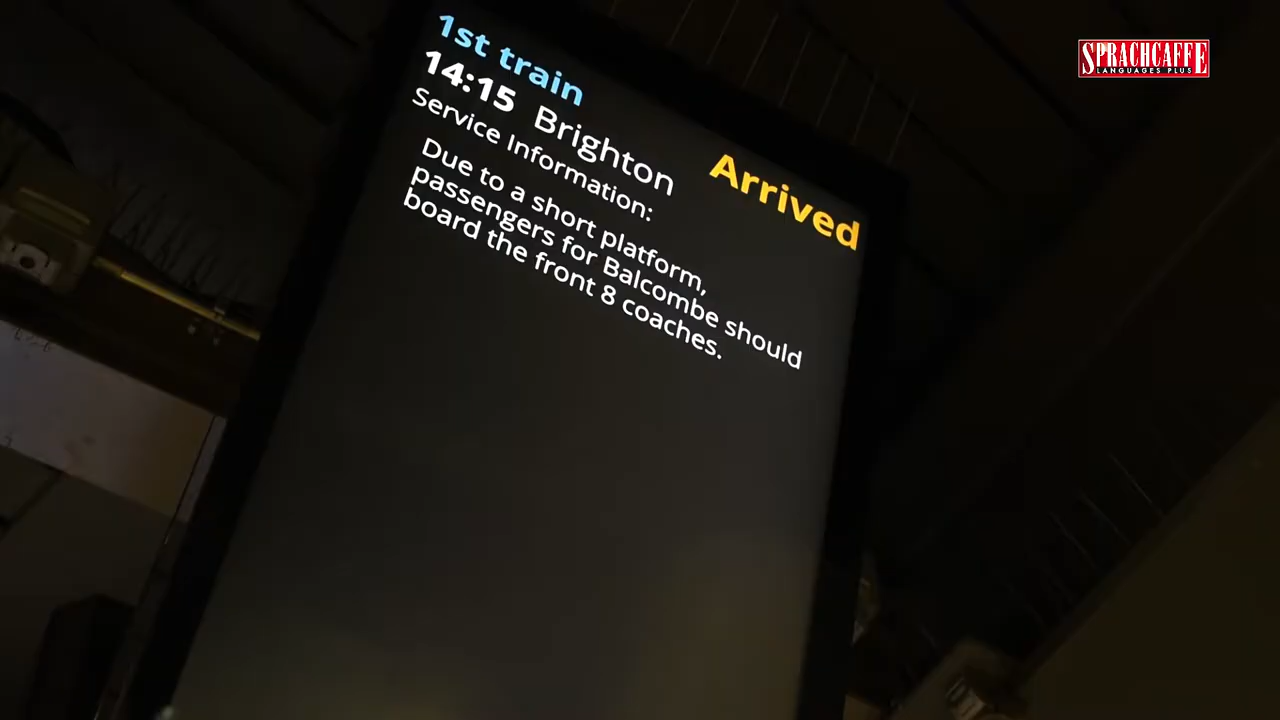 1st train
14:15 Brighton Arrived
Service Information:
Due to a short platform,
passengers for Balcombe should
board the front 8 coaches.
SPRACHCAFFE
LANGUAGES PLUS